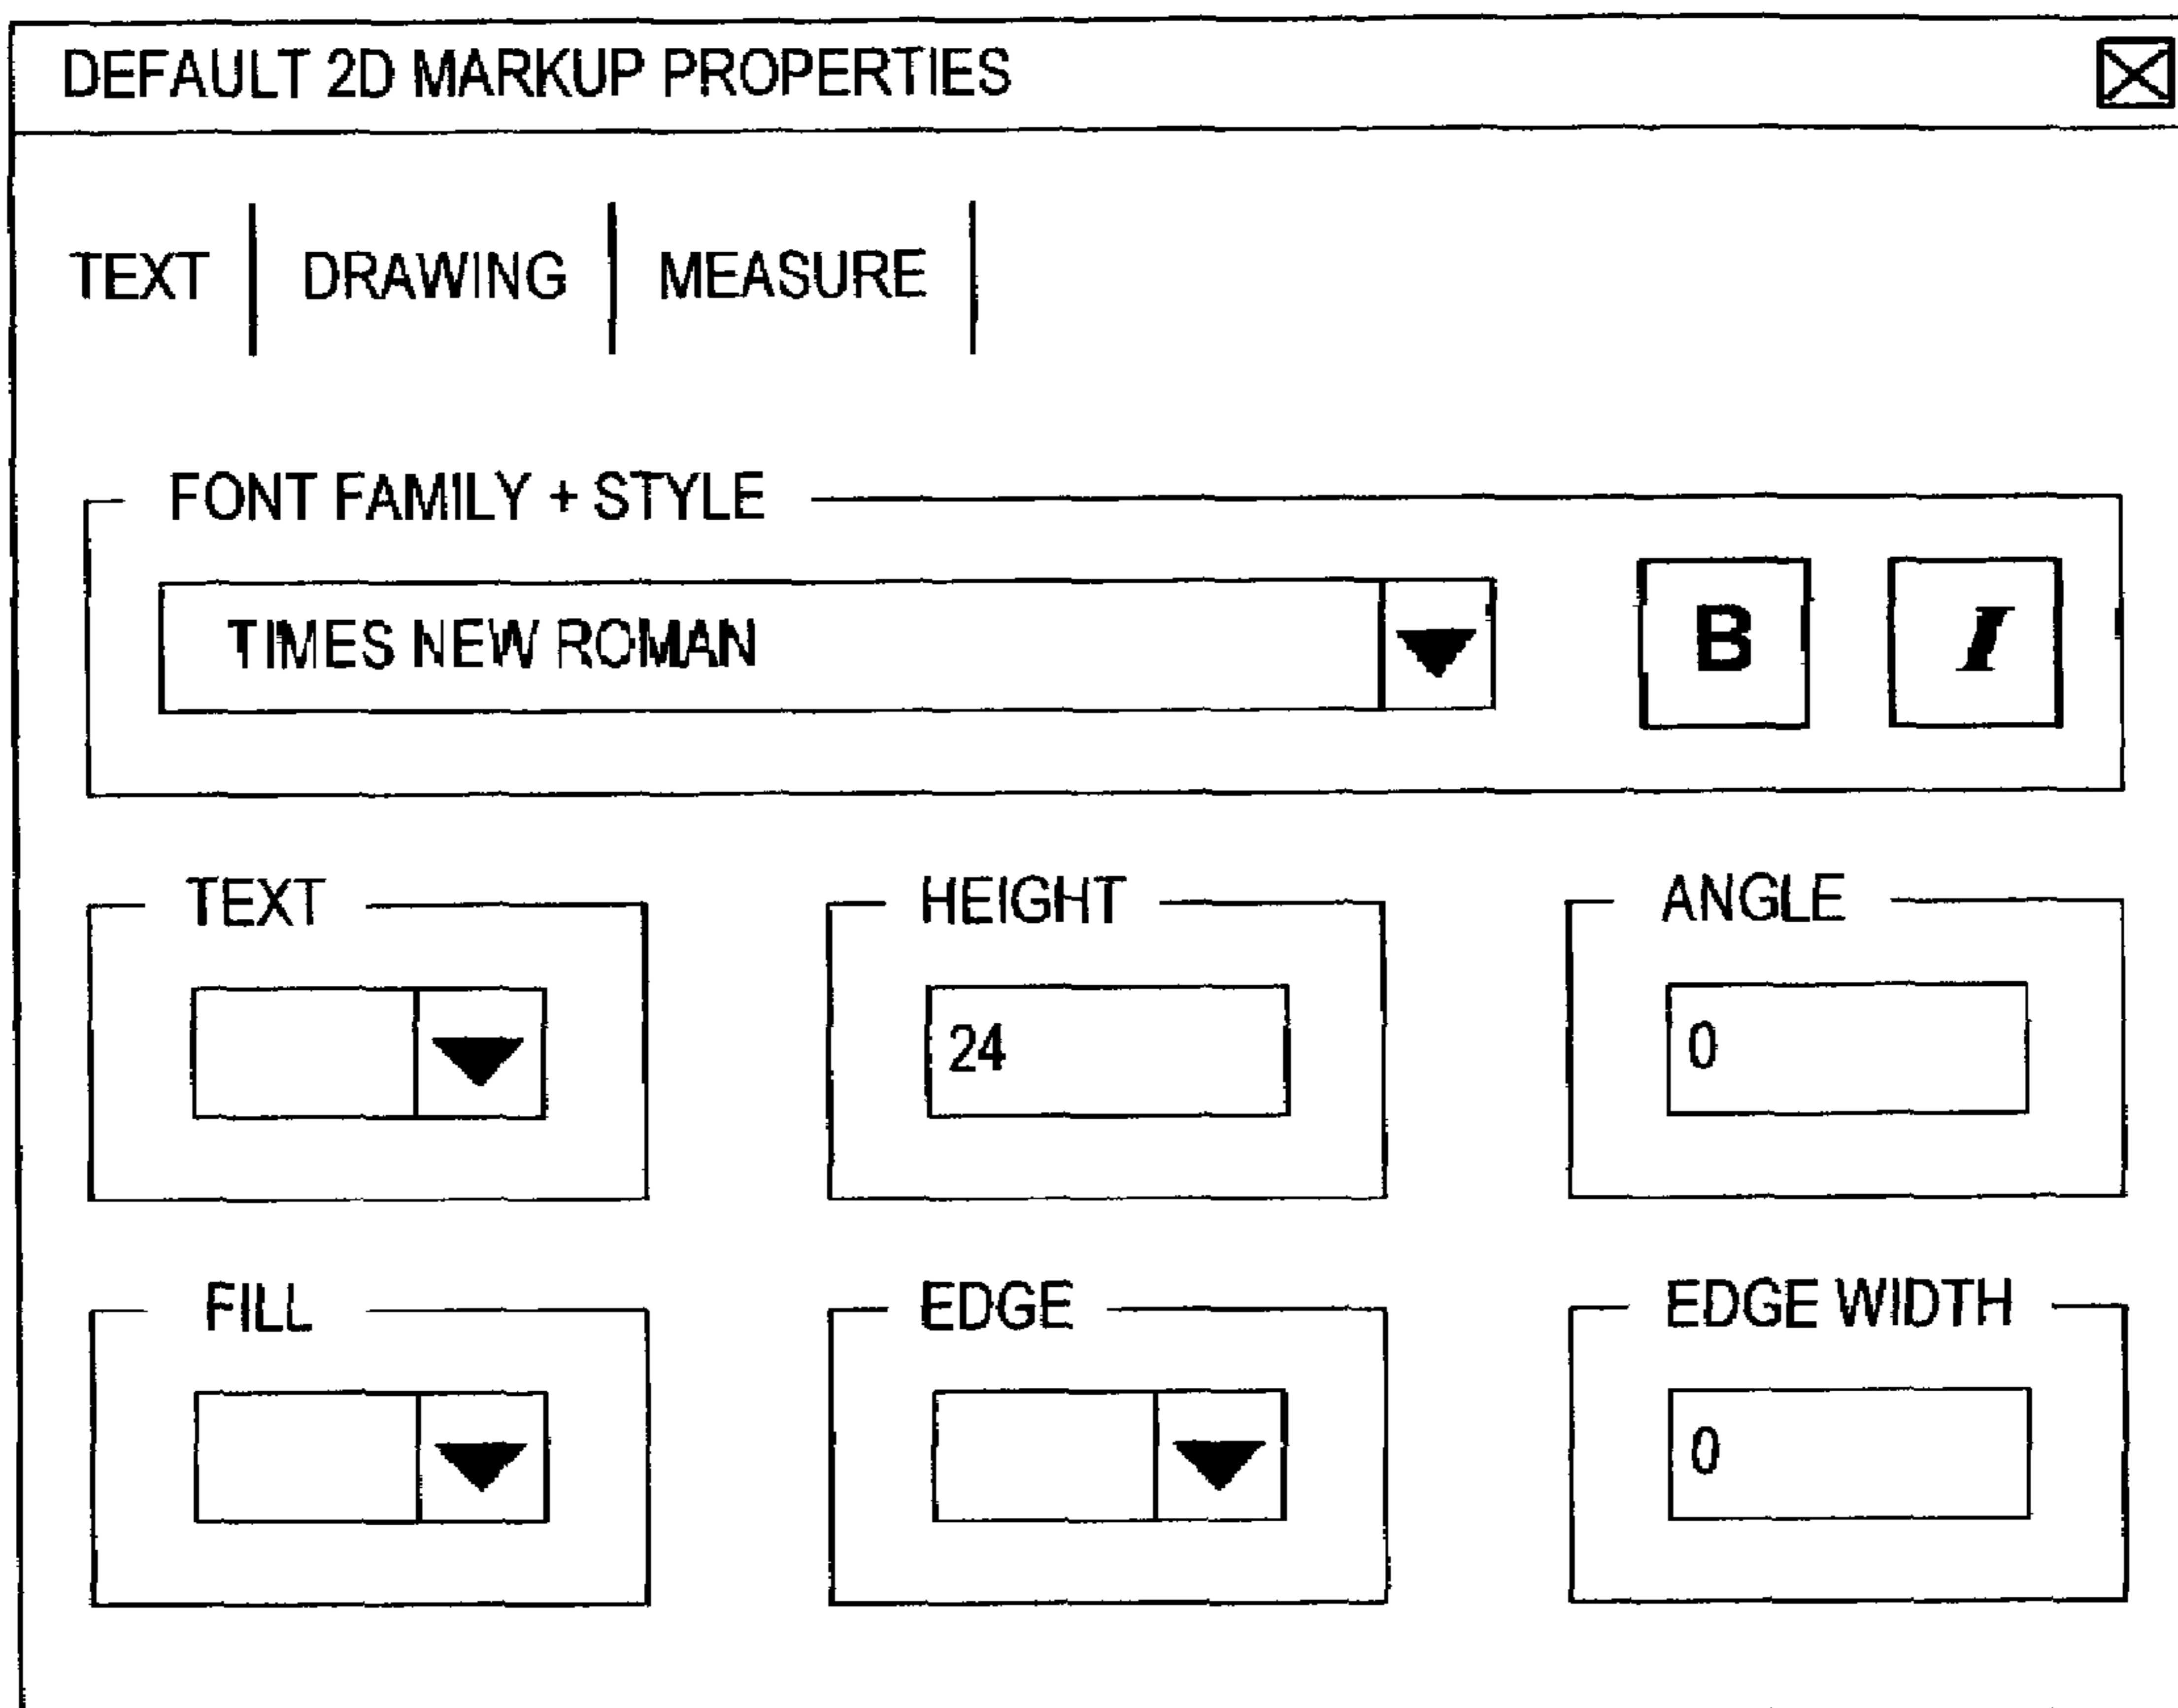 DEFAULT 2D MARKUP PROPERTIES
TEXT DRAWING MEASURE
FONT FAMILY + STYLE
TIMES NEW ROMAN B I
TEXT HEIGHT ANGLE
24 0
FILL EDGE EDGE WIDTH
0